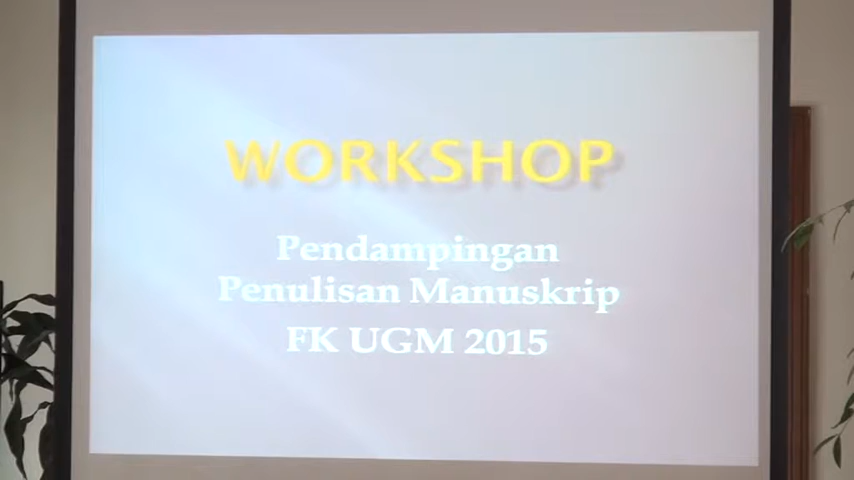 WORKSHOP
Pendampingan
Penulisan Manuskrip
FK UGM 2015